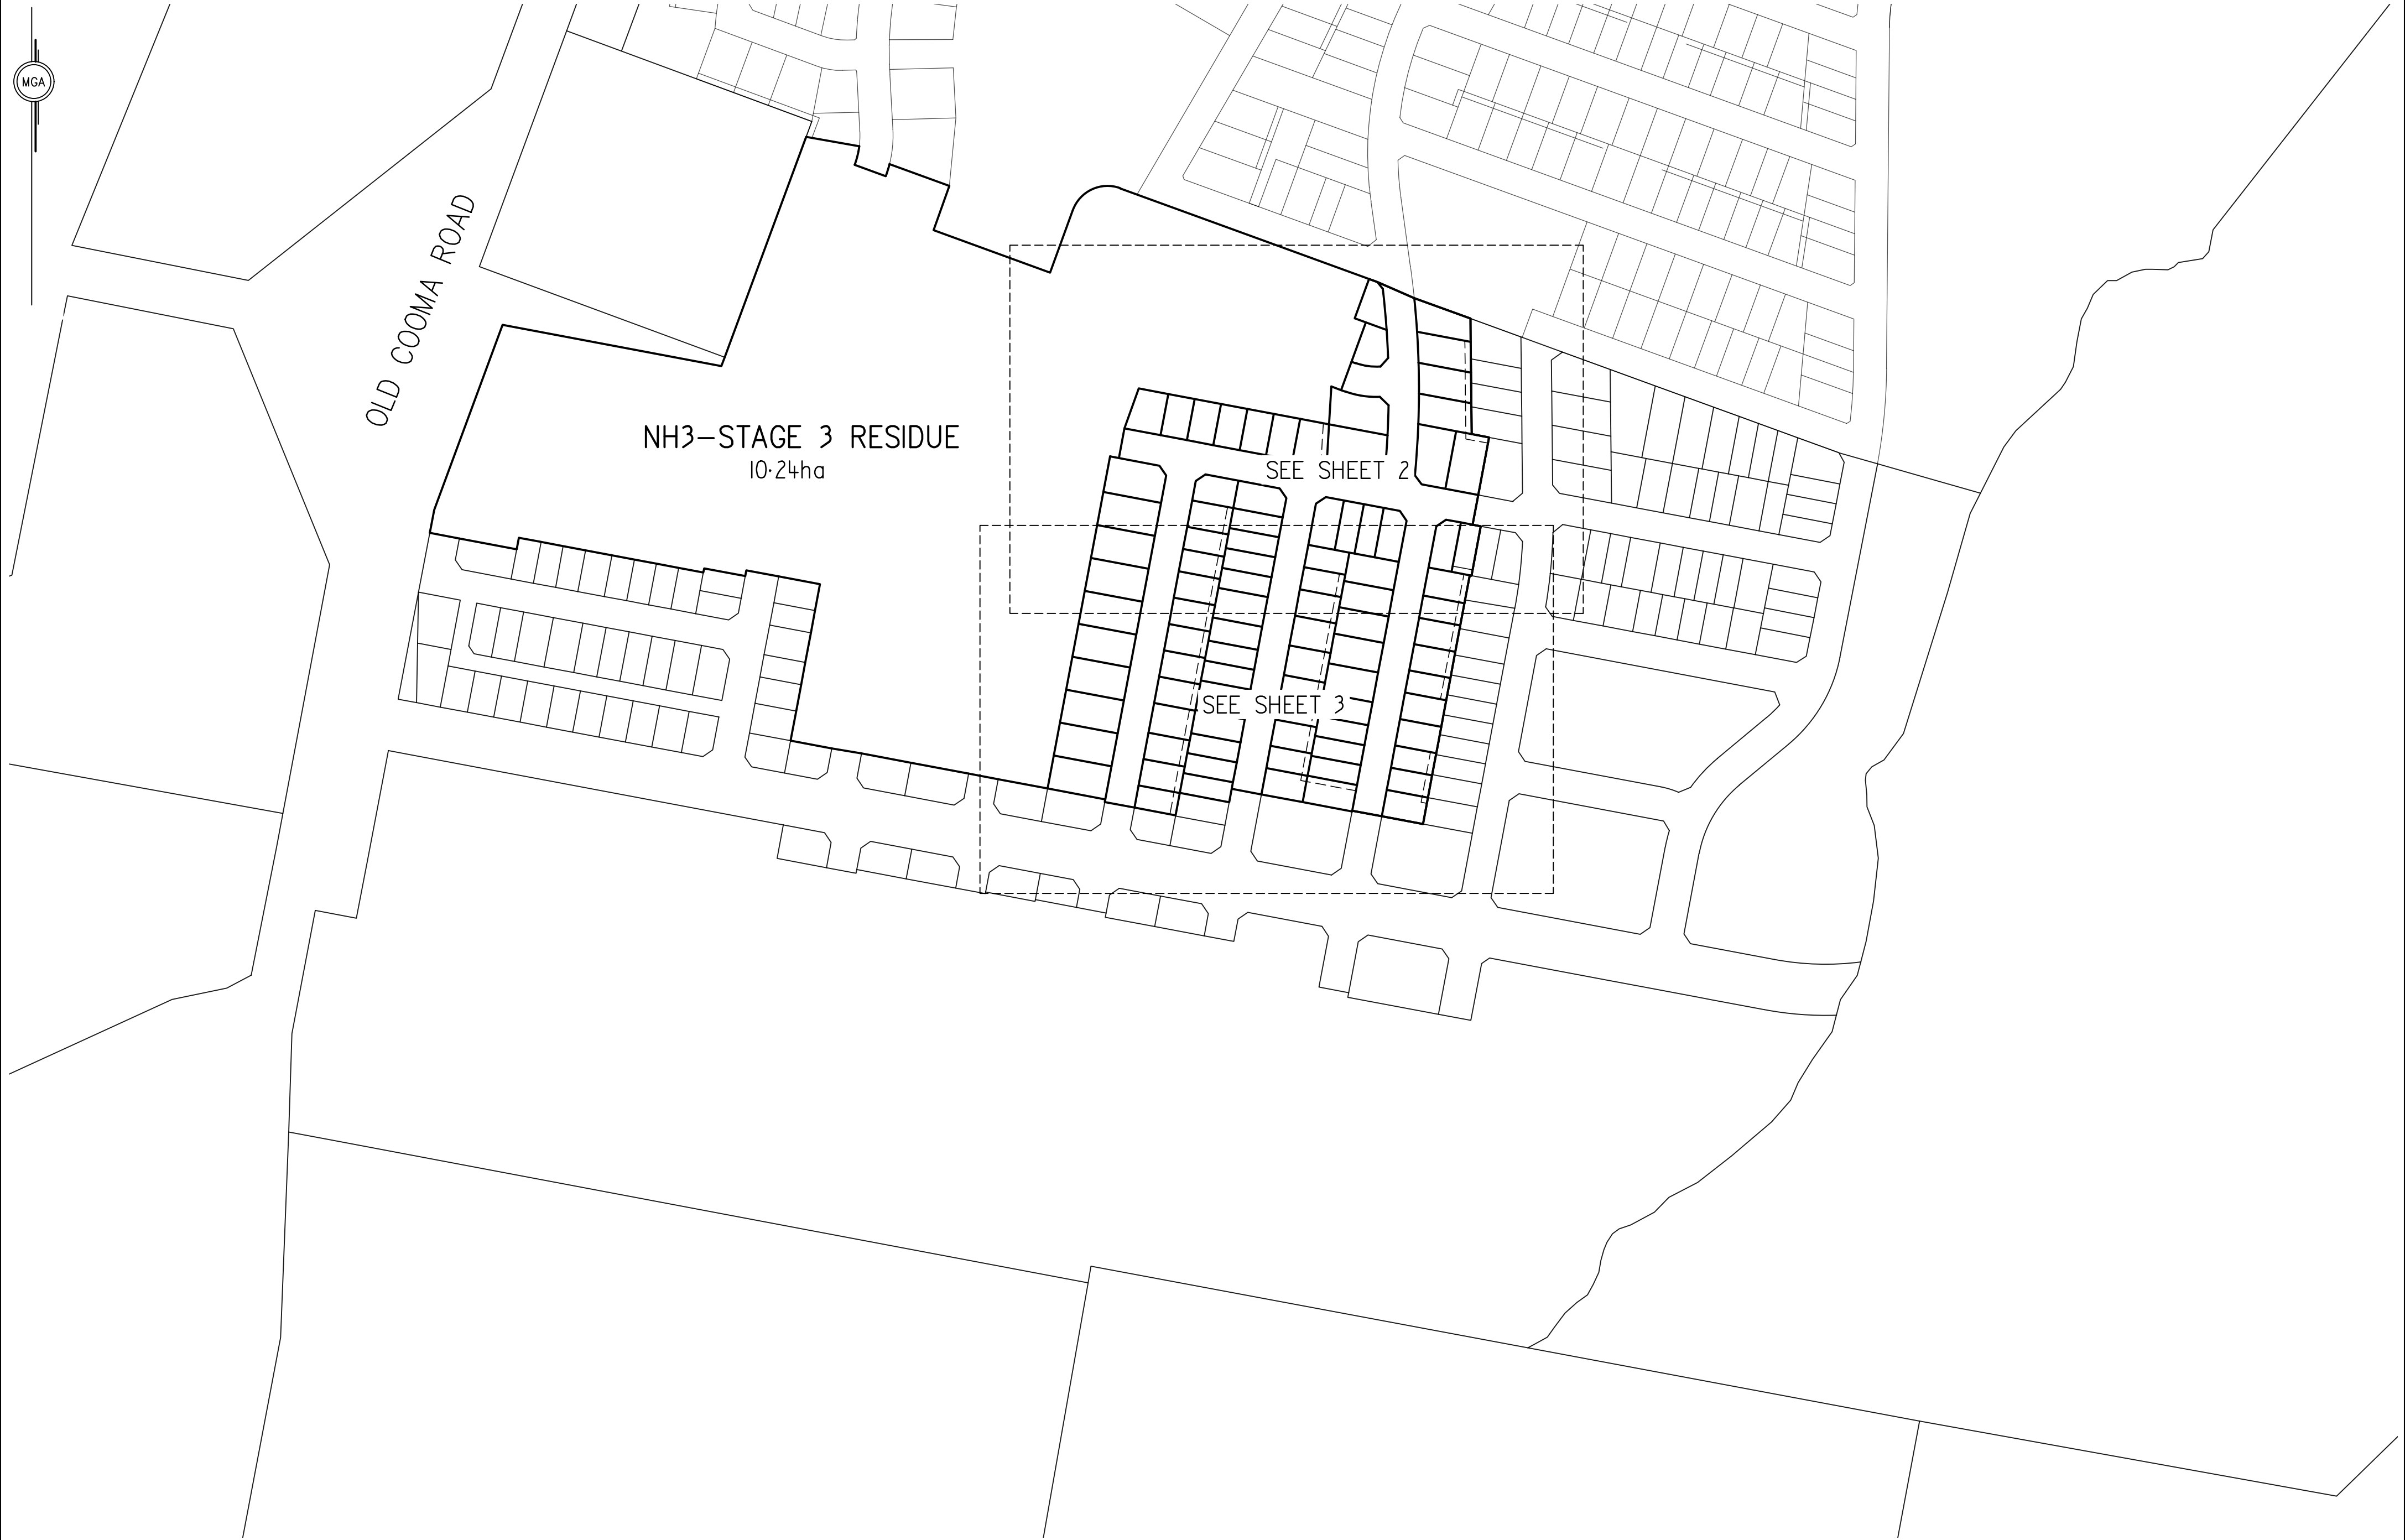 MGA
OLD COOMA ROAD
NH3-STAGE 3 RESIDUE
10·24ha
SEE SHEET 2
SEE SHEET 3